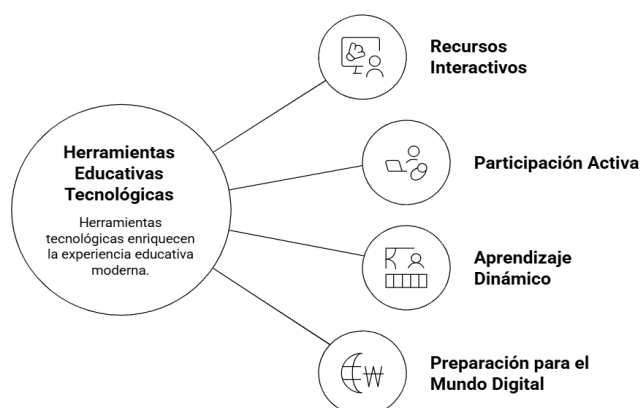 Herramientas
Educativas
Tecnológicas
Herramientas
tecnológicas enriquecen
la experiencia educativa
moderna.
Recursos
Interactivos
Participación Activa
Aprendizaje
Dinámico
Preparación para el
Mundo Digital